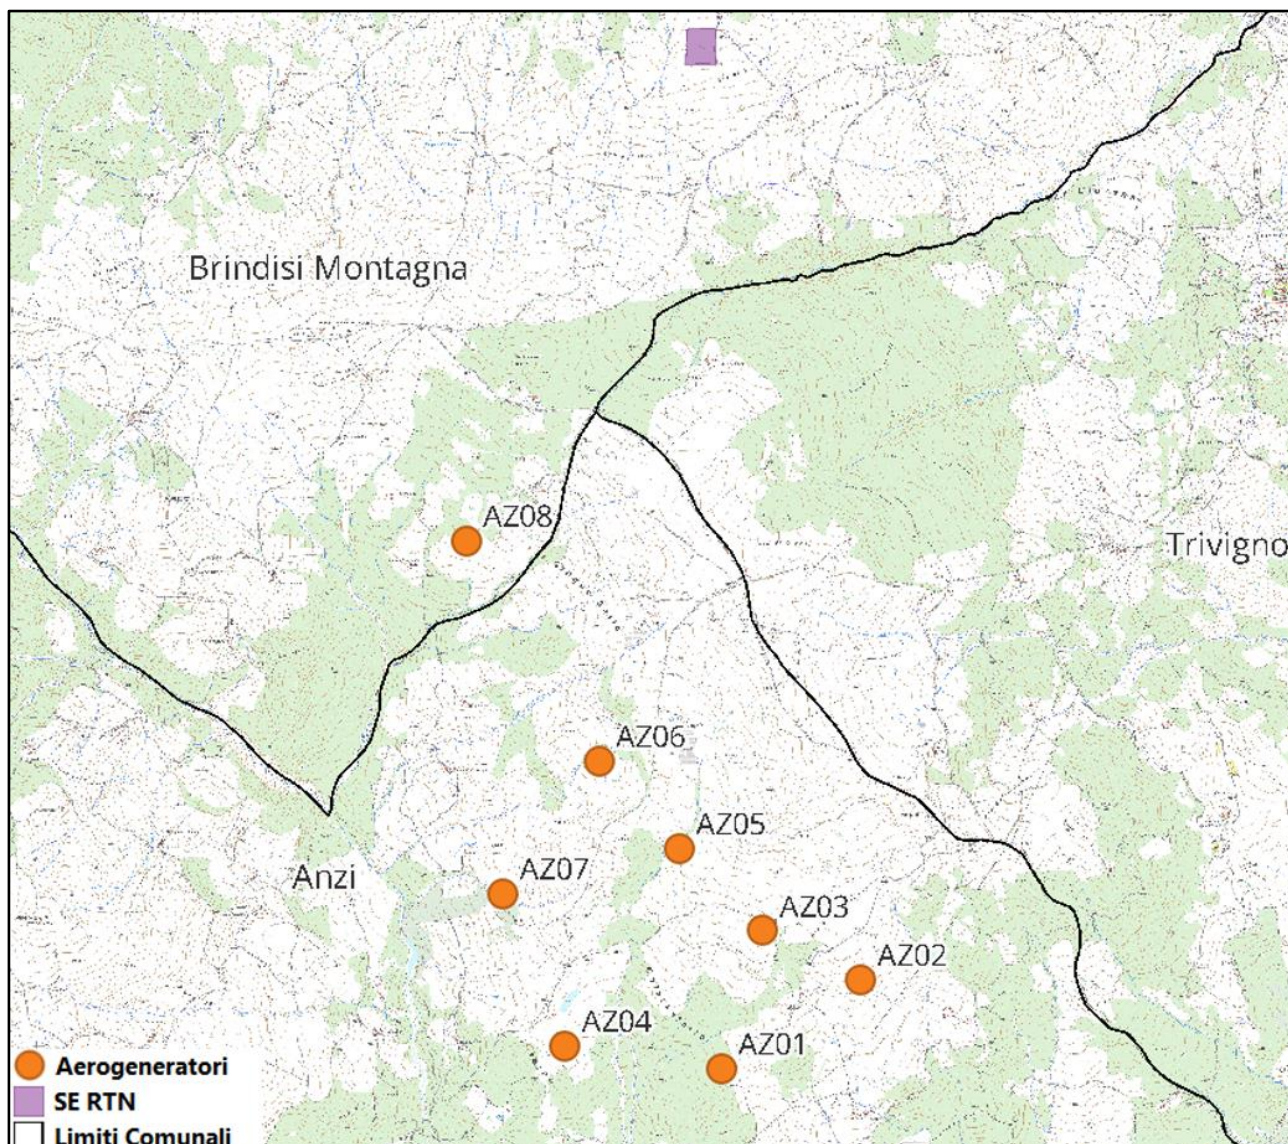 Brindisi Montagna
AZ08
Trivigno
AZ06
AZ05
AZ07
Anzi
AZ03
AZ02
AZ04
AZ01
Aerogeneratori
SE RTN
Limiti Comunali